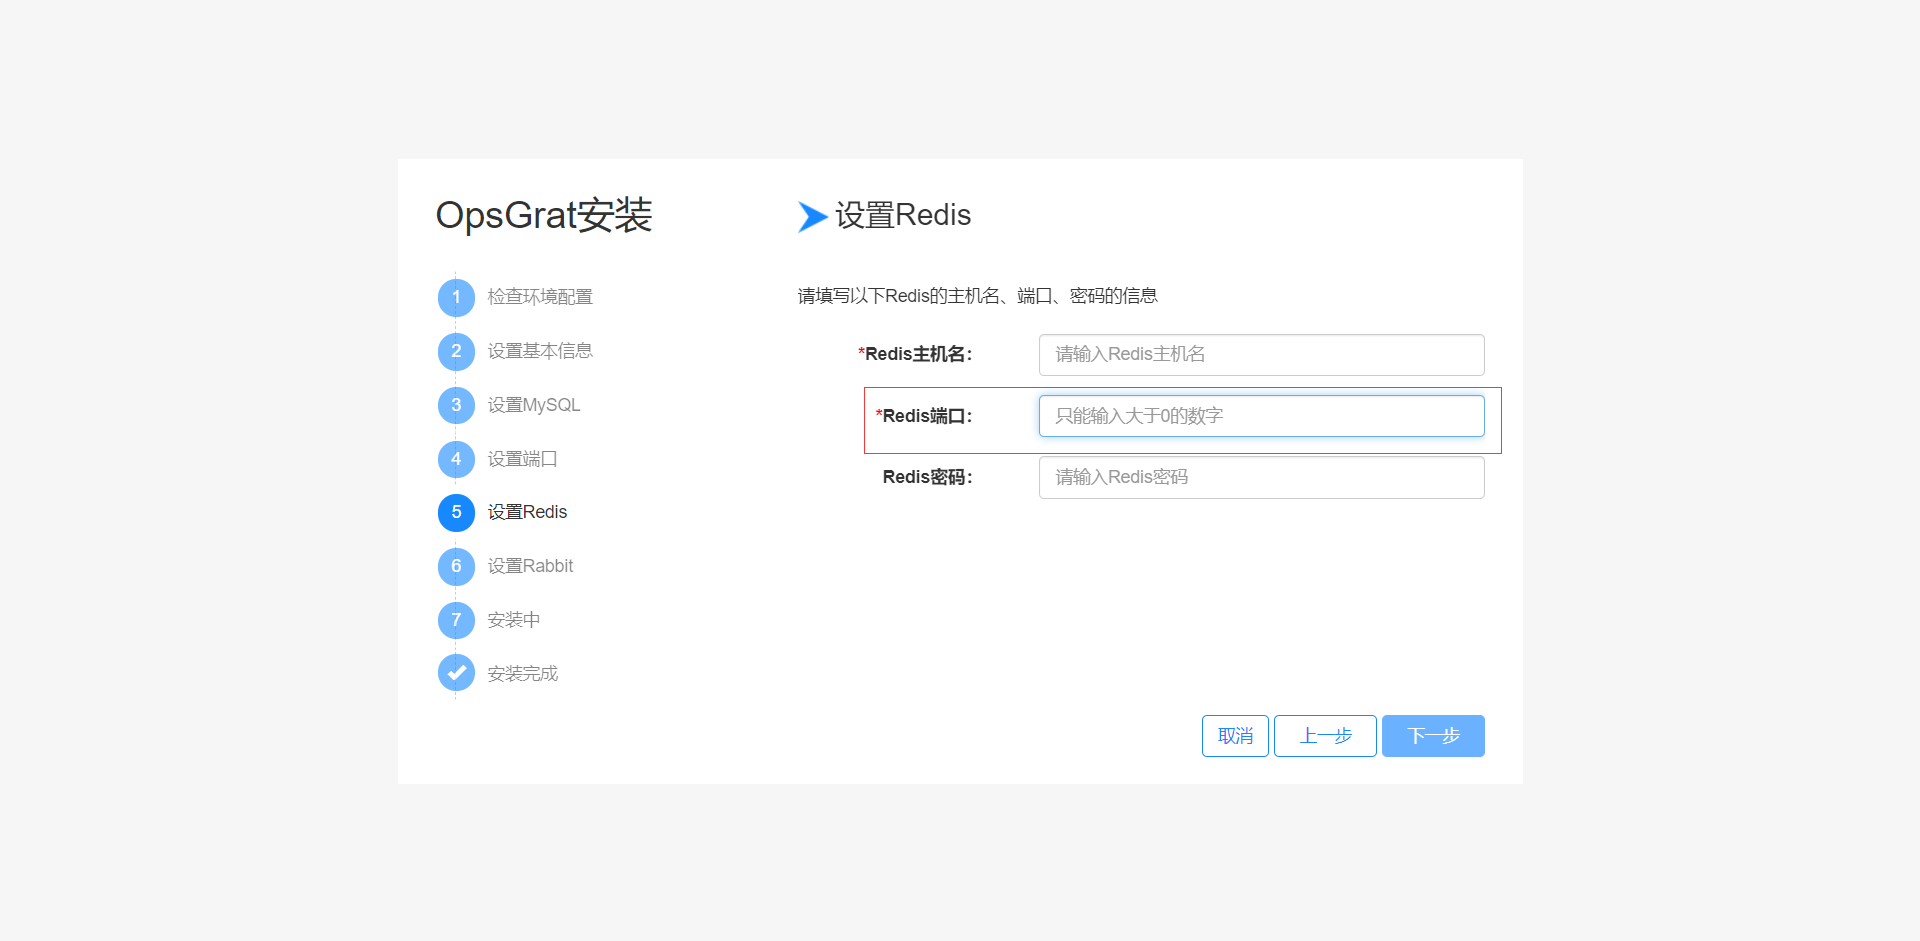 OpsGrat安装
1 检查环境配置
2 设置基本信息
3 设置MySQL
4 设置端口
5 设置Redis
6 设置Rabbit
7 安装中
安装完成
设置Redis
请填写以下Redis的主机名、端口、密码的信息
*Redis主机名： 请输入Redis主机名
*Redis端口： 只能输入大于0的数字
Redis密码： 请输入Redis密码
取消 上一步 下一步